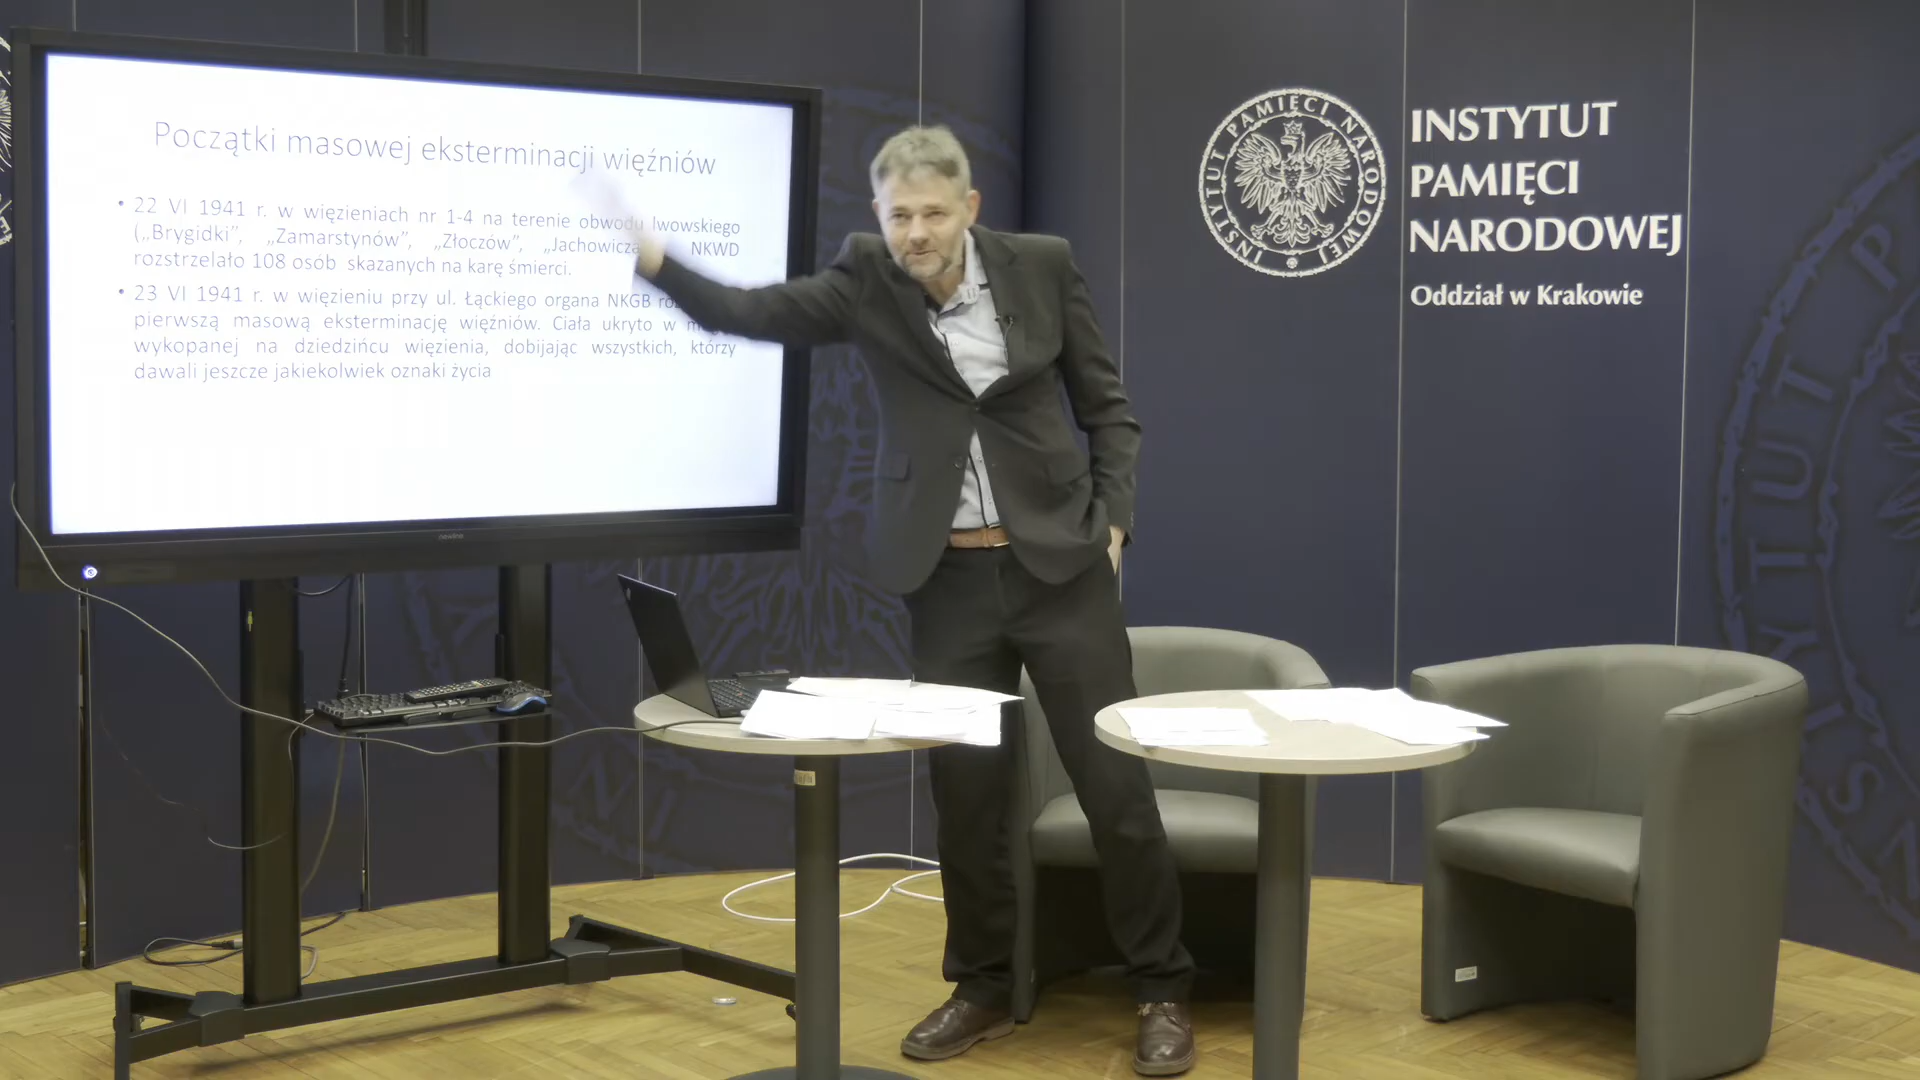 Początki masowej eksterminacji więźniów
• 22 VI 1941 r. w więzieniach nr 1-4 na terenie obwodu lwowskiego
(„Brygidki”, „Zamarstynów”, „Złoczów”, „Jachowicza NKWD
rozstrzelało 108 osób skazanych na karę śmierci.
• 23 VI 1941 r. w więzieniu przy ul. Łąckiego organa NKGB
pierwszą masową eksterminację więźniów. Ciała ukryto w
wykopanej na dziedzińcu więzienia, dobijając wszystkich, którzy
dawali jeszcze jakiekolwiek oznaki życia
newline
INSTYTUT PAMIĘCI NARODOWEJ
INSTYTUT
PAMIĘCI
NARODOWEJ
Oddział w Krakowie